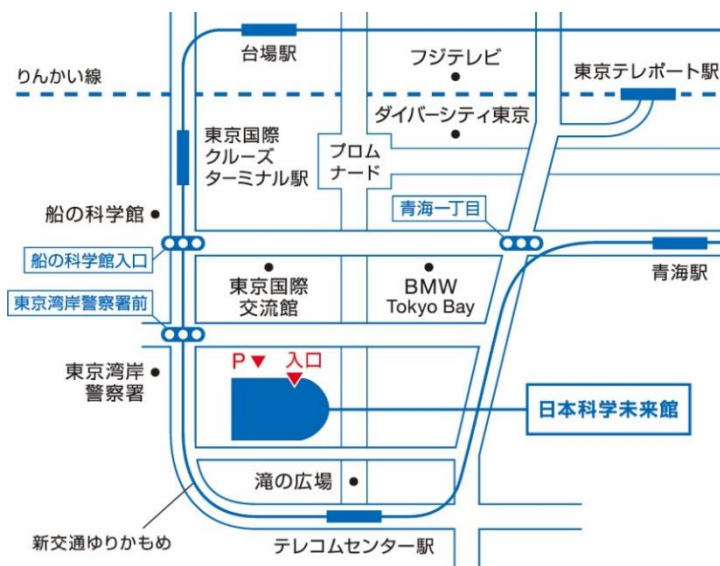 台場駅
フジテレビ
りんかい線
東京テレポート駅
ダイバーシティ東京
東京国際
クルーズ
ターミナル駅
プロム
ナード
船の科学館
青海一丁目
船の科学館入口
青海駅
東京国際
交流館
BMW
Tokyo Bay
東京湾岸警察署前
P
入口
東京湾岸
警察署
日本科学未来館
滝の広場
新交通ゆりかもめ
テレコムセンター駅